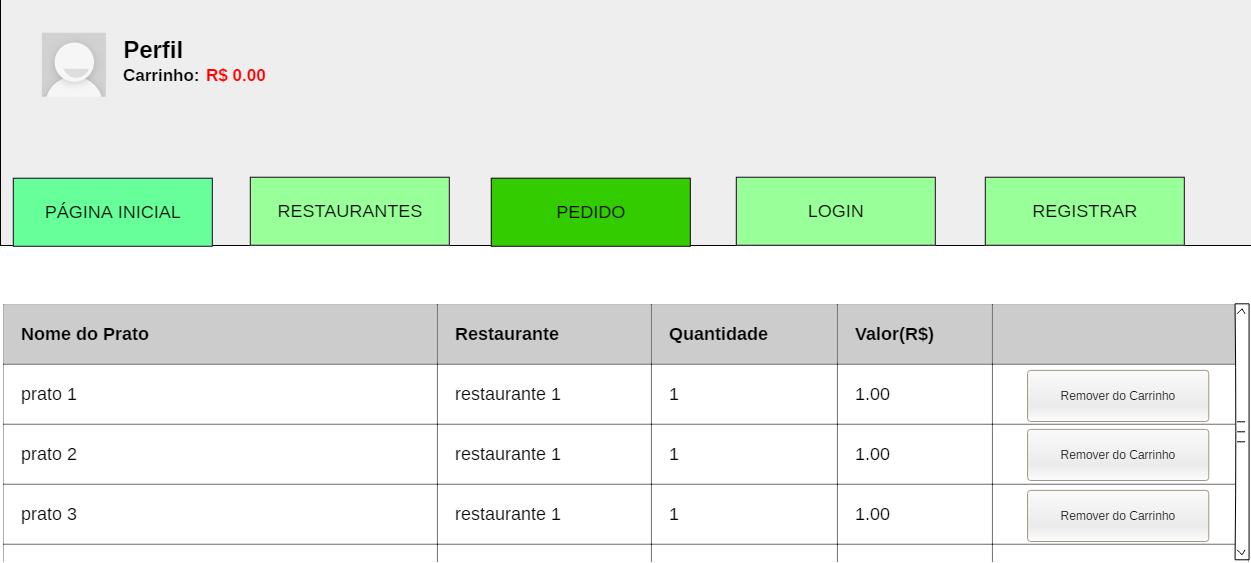 Perfil
Carrinho: R$ 0.00
PÁGINA INICIAL RESTAURANTES PEDIDO LOGIN REGISTRAR
Nome do Prato Restaurante Quantidade Valor(R$)
prato 1 restaurante 1 1 1.00 Remover do Carrinho
prato 2 restaurante 1 1 1.00 Remover do Carrinho
prato 3 restaurante 1 1 1.00 Remover do Carrinho